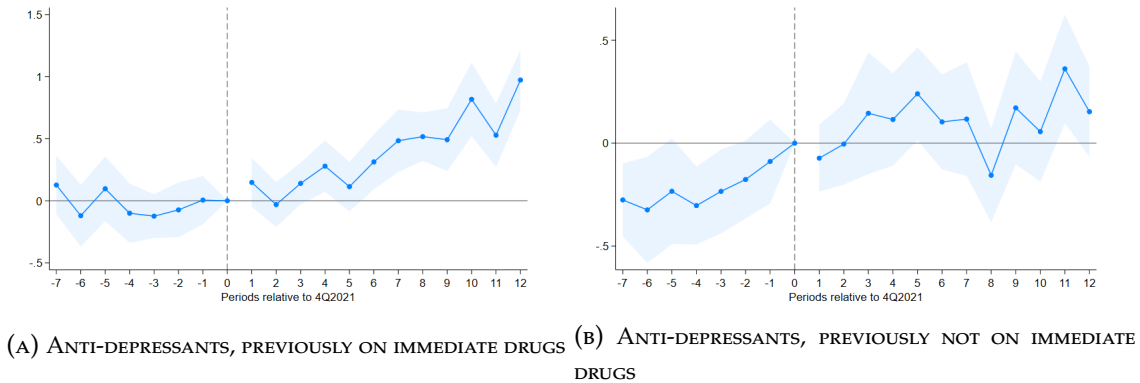 1.5
1
.5
0
-.5
-7 -6 -5 -4 -3 -2 -1 0 1 2 3 4 5 6 7 8 9 10 11 12
Periods relative to 4Q2021
(A) ANTI-DEPRESSANTS, PREVIOUSLY ON IMMEDIATE DRUGS
.5
0
-.5
-7 -6 -5 -4 -3 -2 -1 0 1 2 3 4 5 6 7 8 9 10 11 12
Periods relative to 4Q2021
(B) ANTI-DEPRESSANTS, PREVIOUSLY NOT ON IMMEDIATE
DRUGS